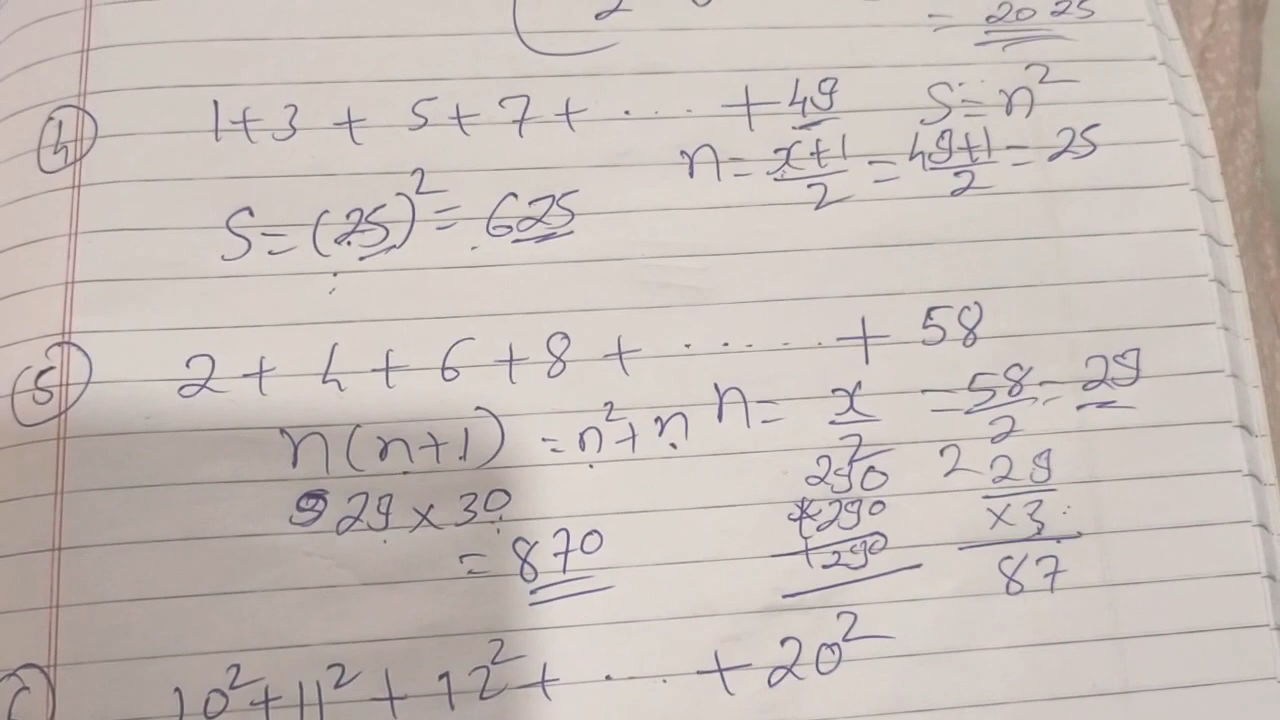 2
= 2025
(4) 1+3 + 5+7+ ..... +49 S=n²
n= x+1/2 = 49+1/2 = 25
S=(25)²= 625
(5) 2 + 4 + 6 + 8 + ...... + 58
n(n+1) =n²+n n= x/2 = 58/2 = 29
29 x 30
= 870
290
+290
+290
2 29
x 3
87
10²+11² + 12² + .... + 20²